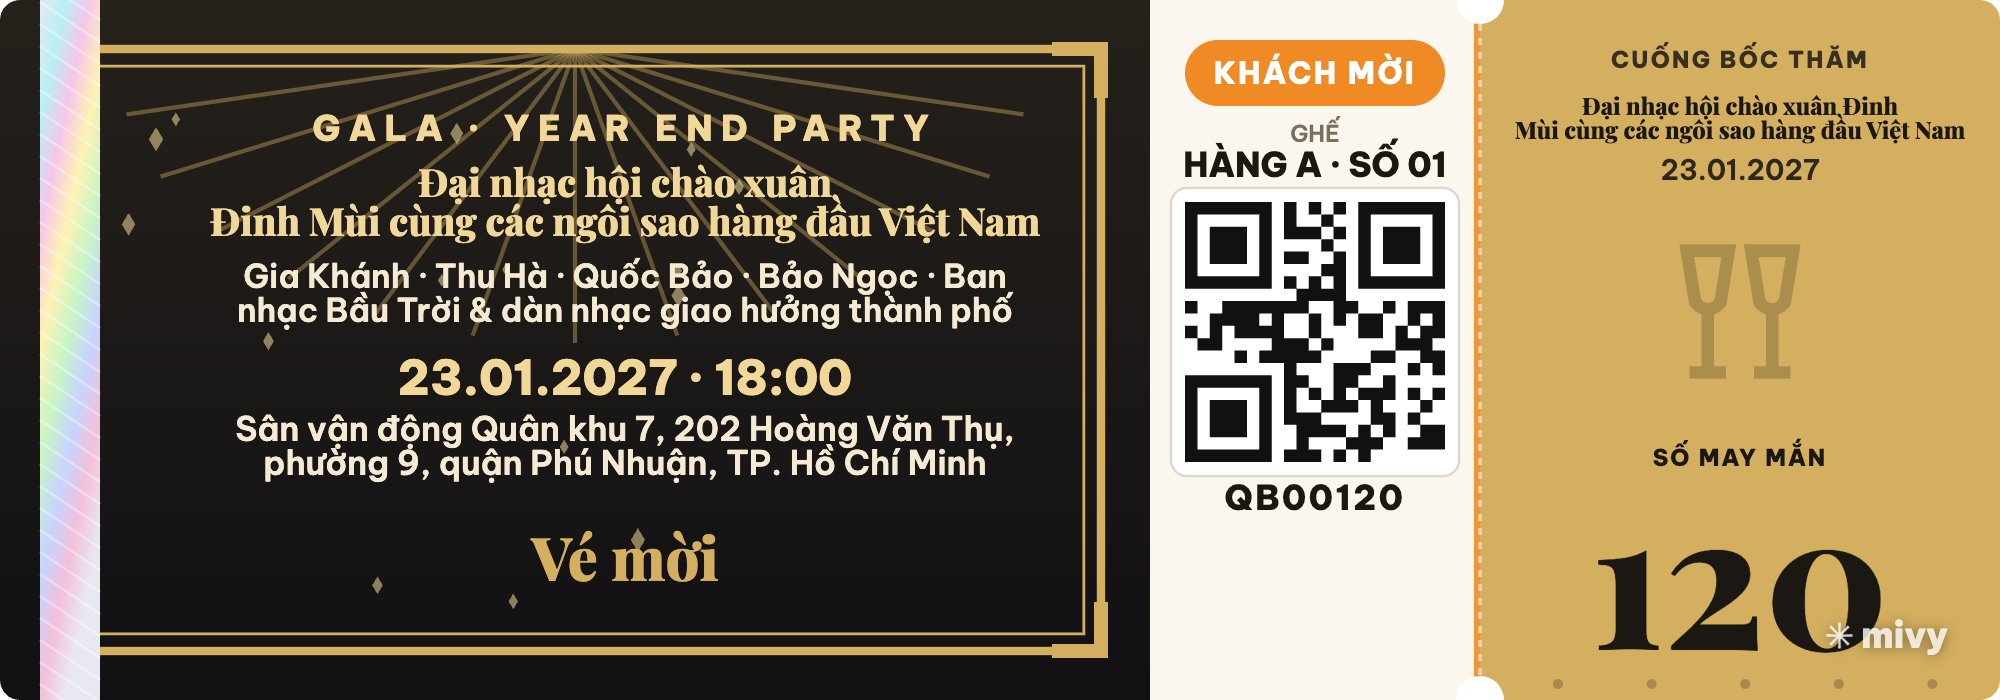 GALA · YEAR END PARTY
Đại nhạc hội chào xuân
Đinh Mùi cùng các ngôi sao hàng đầu Việt Nam
Gia Khánh · Thu Hà · Quốc Bảo · Bảo Ngọc · Ban
nhạc Bầu Trời & dàn nhạc giao hưởng thành phố
23.01.2027 · 18:00
Sân vận động Quân khu 7, 202 Hoàng Văn Thụ,
phường 9, quận Phú Nhuận, TP. Hồ Chí Minh
Vé mời
KHÁCH MỜI
GHẾ
HÀNG A · SỐ 01
QB00120
CUỐNG BỐC THĂM
Đại nhạc hội chào xuân Đinh
Mùi cùng các ngôi sao hàng đầu Việt Nam
23.01.2027
SỐ MAY MẮN
120
mivy